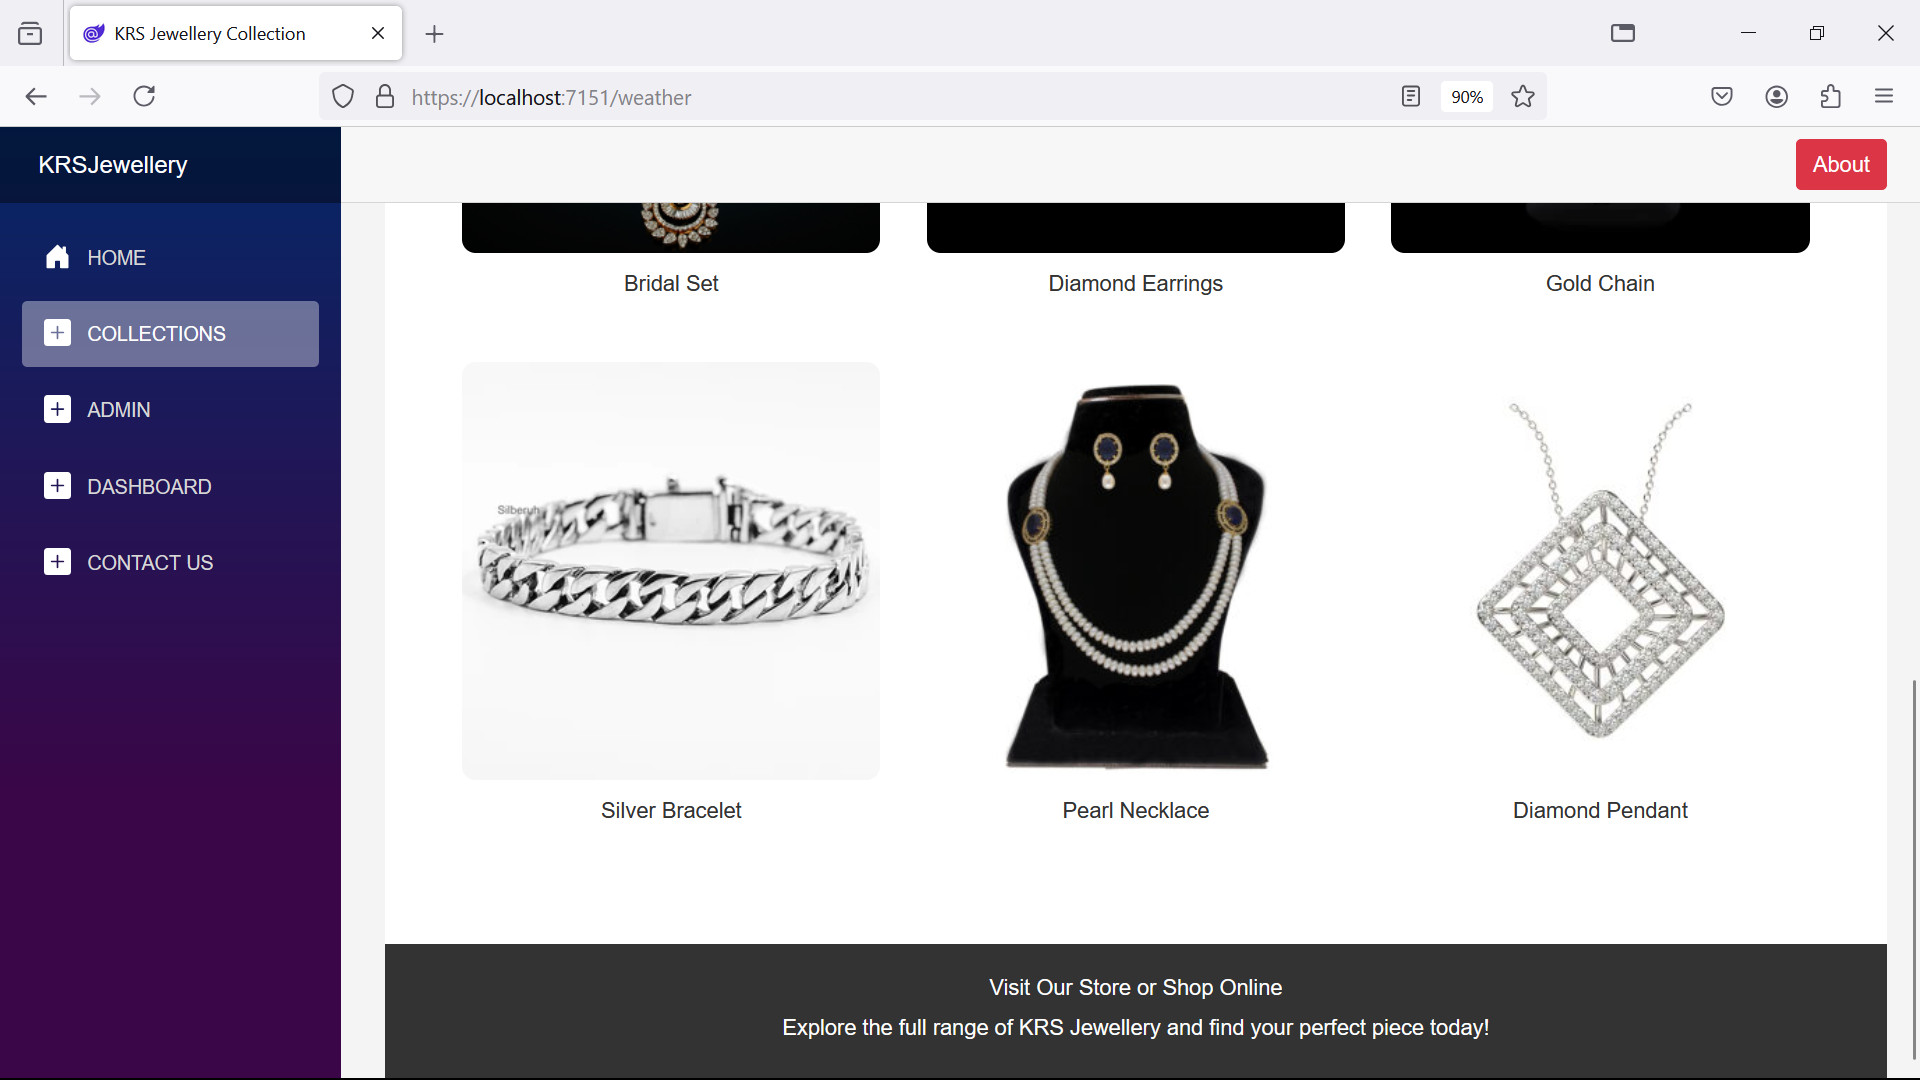 KRS Jewellery Collection
https://localhost:7151/weather
90%
KRSJewellery
About
HOME
COLLECTIONS
ADMIN
DASHBOARD
CONTACT US
Bridal Set
Diamond Earrings
Gold Chain
Silberuh
Silver Bracelet
Pearl Necklace
Diamond Pendant
Visit Our Store or Shop Online
Explore the full range of KRS Jewellery and find your perfect piece today!